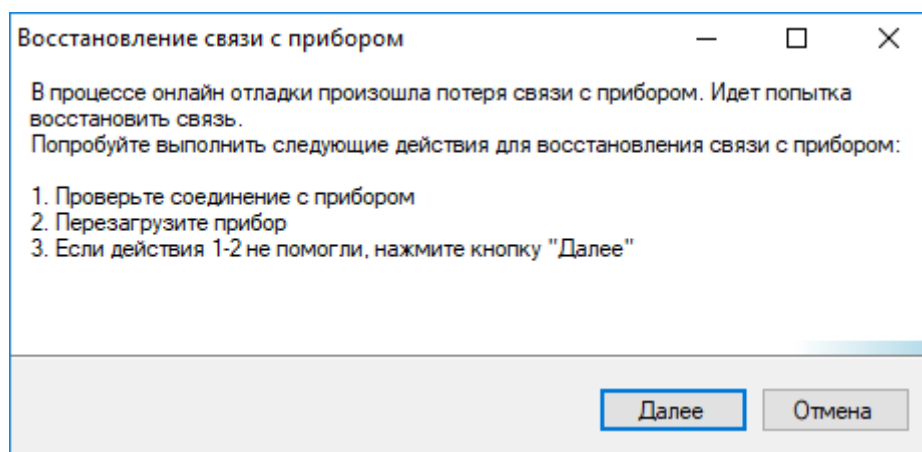 Восстановление связи с прибором
В процессе онлайн отладки произошла потеря связи с прибором. Идет попытка
восстановить связь.
Попробуйте выполнить следующие действия для восстановления связи с прибором:
1. Проверьте соединение с прибором
2. Перезагрузите прибор
3. Если действия 1-2 не помогли, нажмите кнопку "Далее"
Далее
Отмена